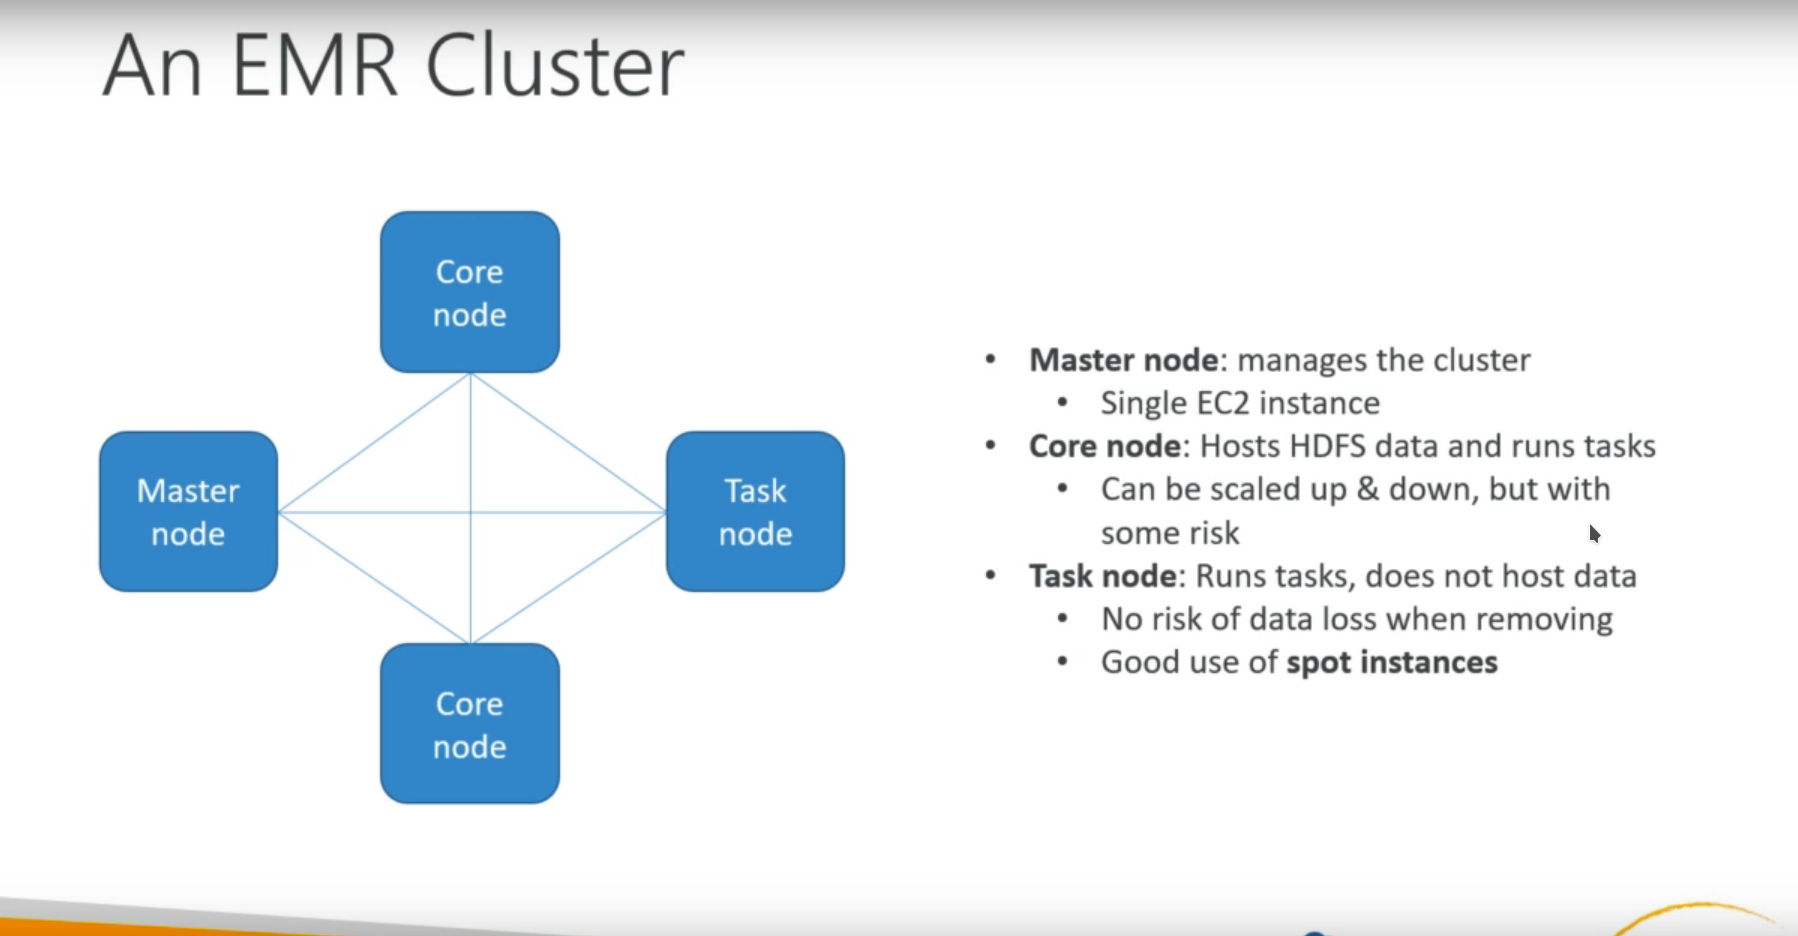 An EMR Cluster
Core
node
Master
node
Task
node
Core
node
• Master node: manages the cluster
• Single EC2 instance
• Core node: Hosts HDFS data and runs tasks
• Can be scaled up & down, but with
some risk
• Task node: Runs tasks, does not host data
• No risk of data loss when removing
• Good use of spot instances